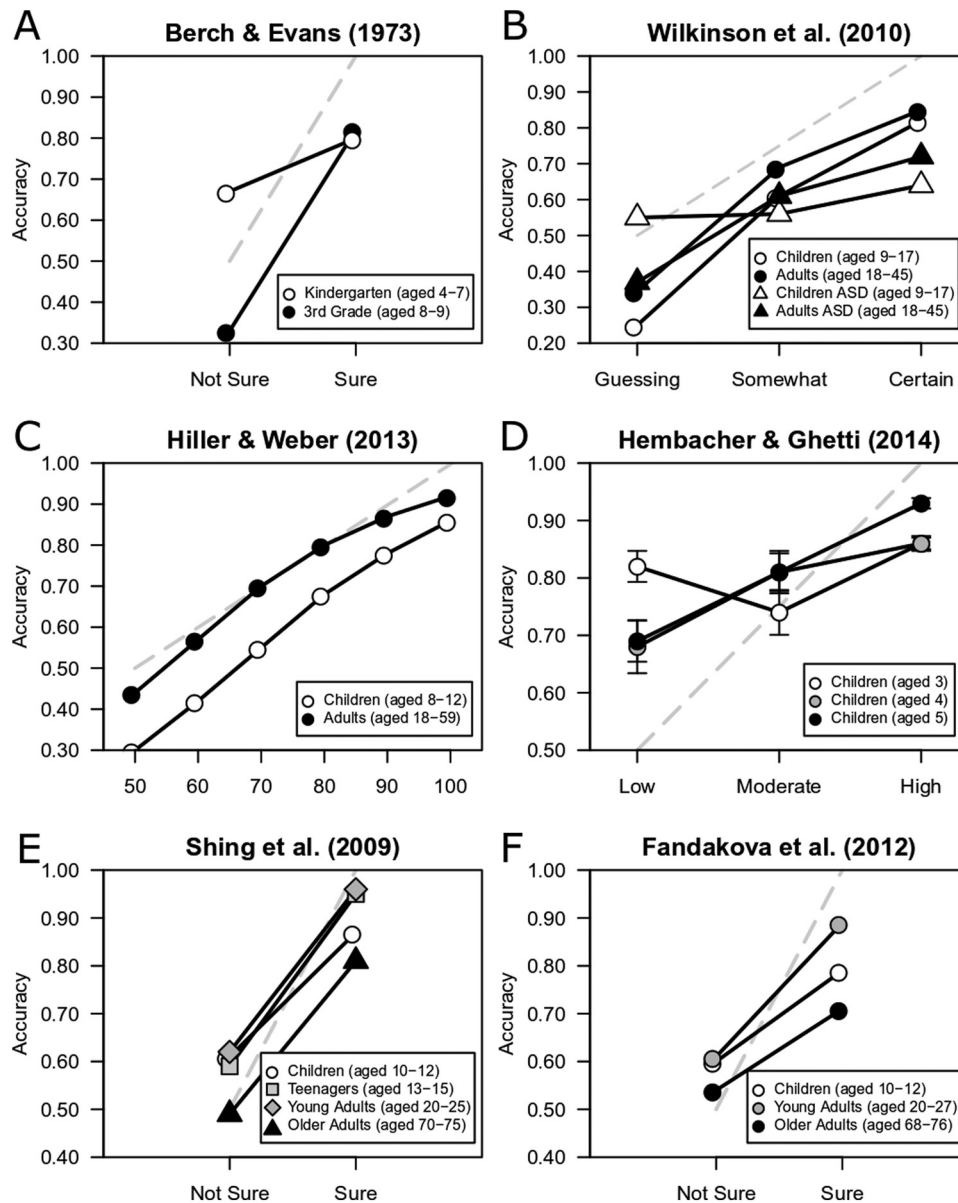 A
Berch & Evans (1973)
Accuracy
1.00
0.90
0.80
0.70
0.60
0.50
0.40
0.30
Not Sure
Sure
Kindergarten (aged 4−7)
3rd Grade (aged 8−9)
B
Wilkinson et al. (2010)
Accuracy
1.00
0.90
0.80
0.70
0.60
0.50
0.40
0.30
0.20
Guessing
Somewhat
Certain
Children (aged 9−17)
Adults (aged 18−45)
Children ASD (aged 9−17)
Adults ASD (aged 18−45)
C
Hiller & Weber (2013)
Accuracy
1.00
0.90
0.80
0.70
0.60
0.50
0.40
0.30
50
60
70
80
90
100
Children (aged 8−12)
Adults (aged 18−59)
D
Hembacher & Ghetti (2014)
Accuracy
1.00
0.90
0.80
0.70
0.60
0.50
Low
Moderate
High
Children (aged 3)
Children (aged 4)
Children (aged 5)
E
Shing et al. (2009)
Accuracy
1.00
0.90
0.80
0.70
0.60
0.50
0.40
Not Sure
Sure
Children (aged 10−12)
Teenagers (aged 13−15)
Young Adults (aged 20−25)
Older Adults (aged 70−75)
F
Fandakova et al. (2012)
Accuracy
1.00
0.90
0.80
0.70
0.60
0.50
0.40
Not Sure
Sure
Children (aged 10−12)
Young Adults (aged 20−27)
Older Adults (aged 68−76)